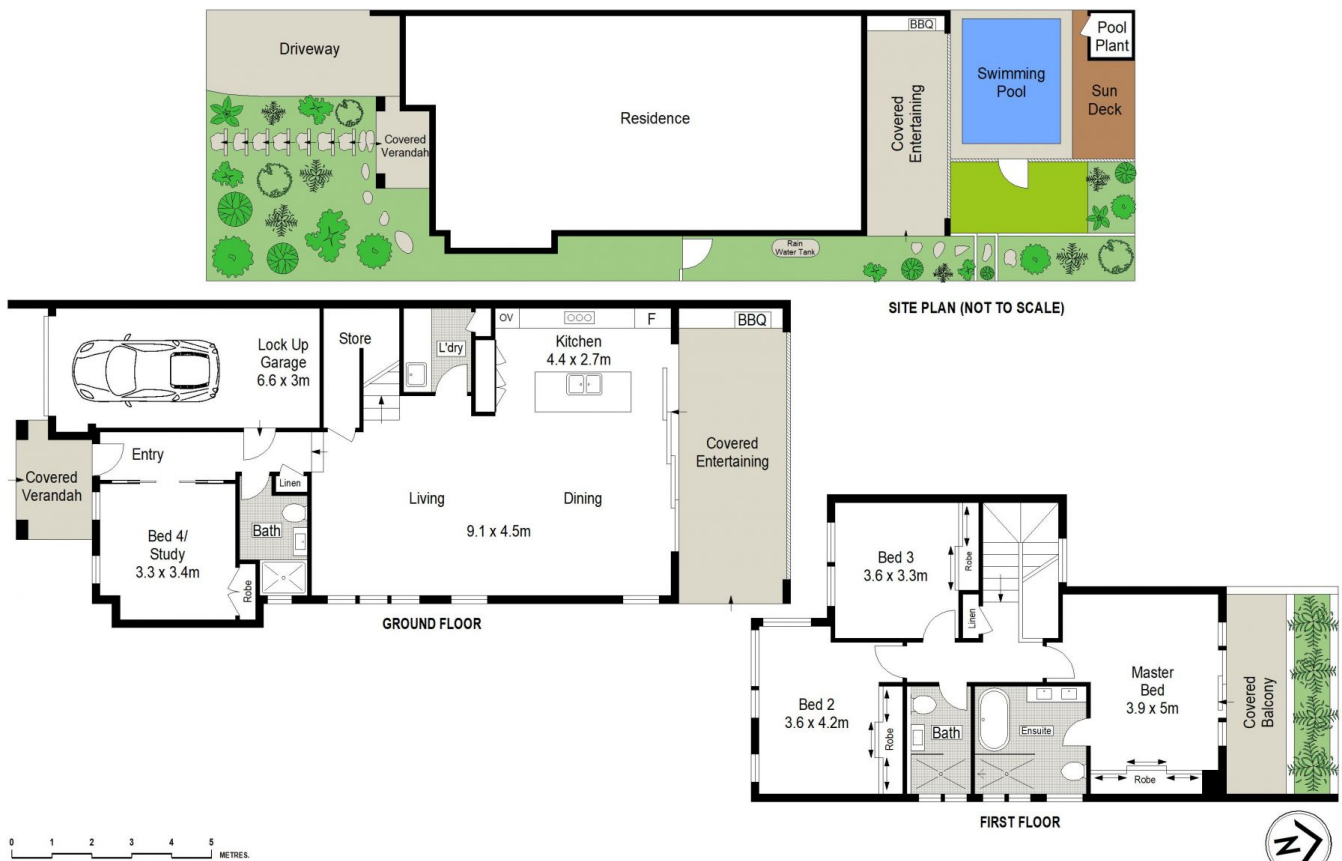 Driveway
Covered
Verandah
Residence
BBQ
Covered
Entertaining
Swimming
Pool
Pool
Plant
Sun
Deck
Rain
Water Tank
SITE PLAN (NOT TO SCALE)
Lock Up
Garage
6.6 x 3m
Store
L'dry
OV
F
Kitchen
4.4 x 2.7m
BBQ
Covered
Entertaining
Covered
Verandah
Entry
Linen
Bath
Living
Dining
9.1 x 4.5m
Bed 4/
Study
3.3 x 3.4m
Robe
GROUND FLOOR
Bed 3
3.6 x 3.3m
Robe
Linen
Bed 2
3.6 x 4.2m
Robe
Bath
Ensuite
Master
Bed
3.9 x 5m
Robe
Covered
Balcony
FIRST FLOOR
0 1 2 3 4 5
METRES.
N